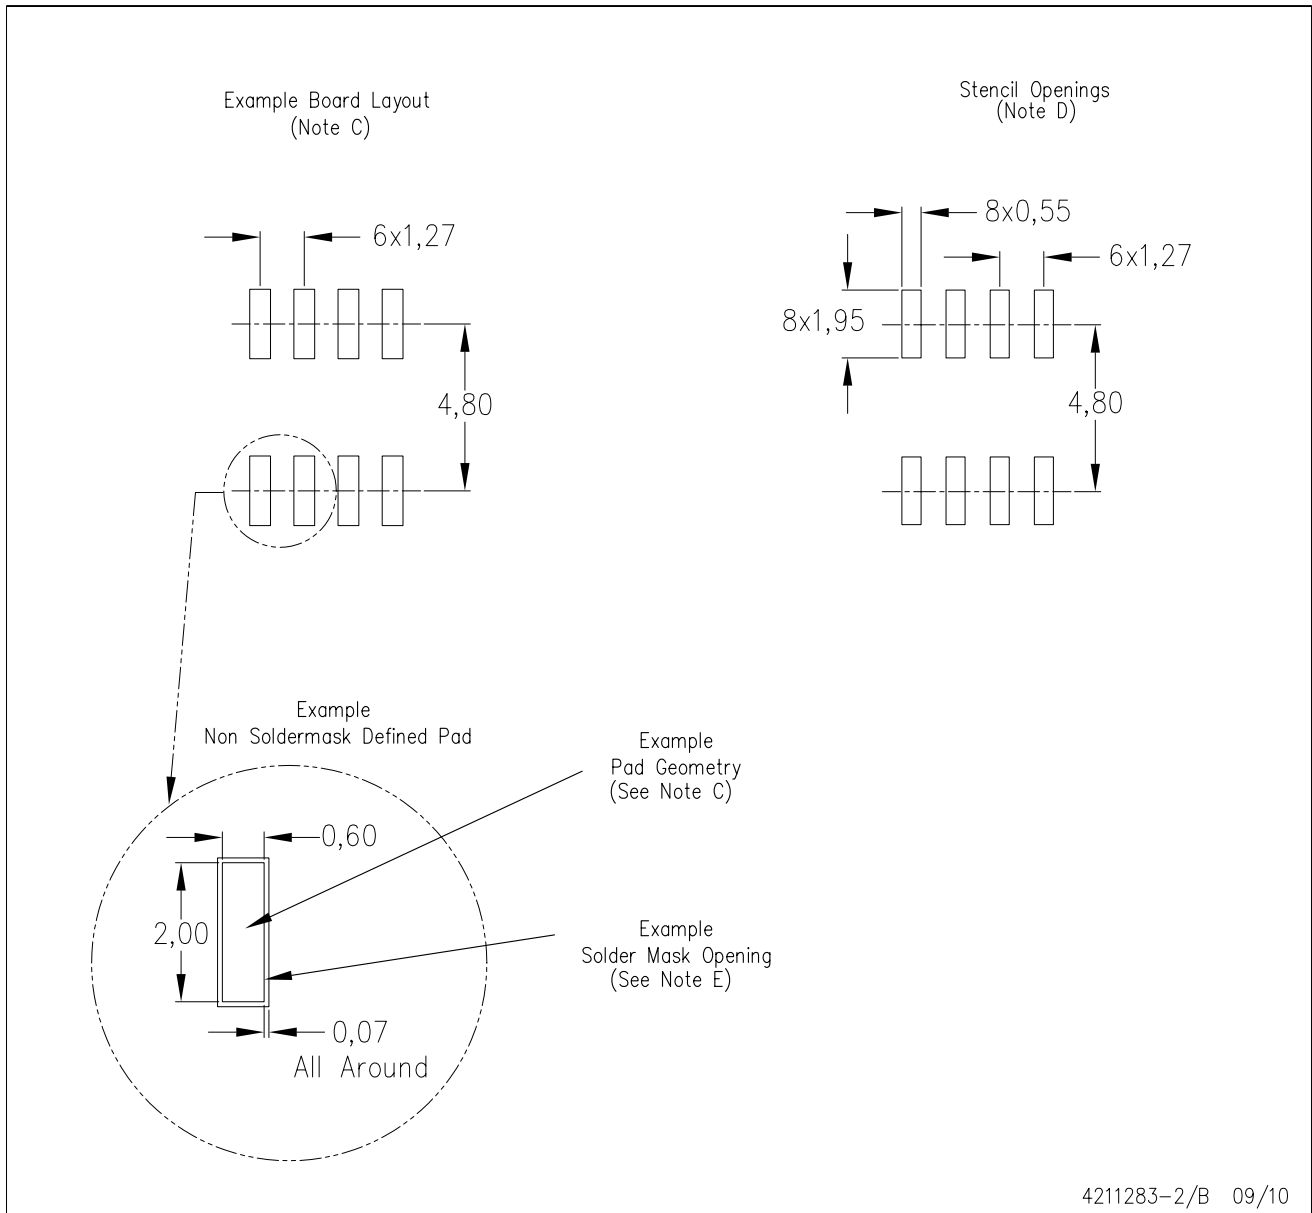 Example Board Layout
(Note C)
6x1,27
4,80
Stencil Openings
(Note D)
8x0,55
6x1,27
8x1,95
4,80
Example
Non Soldermask Defined Pad
0,60
2,00
0,07
All Around
Example
Pad Geometry
(See Note C)
Example
Solder Mask Opening
(See Note E)
4211283-2/B 09/10